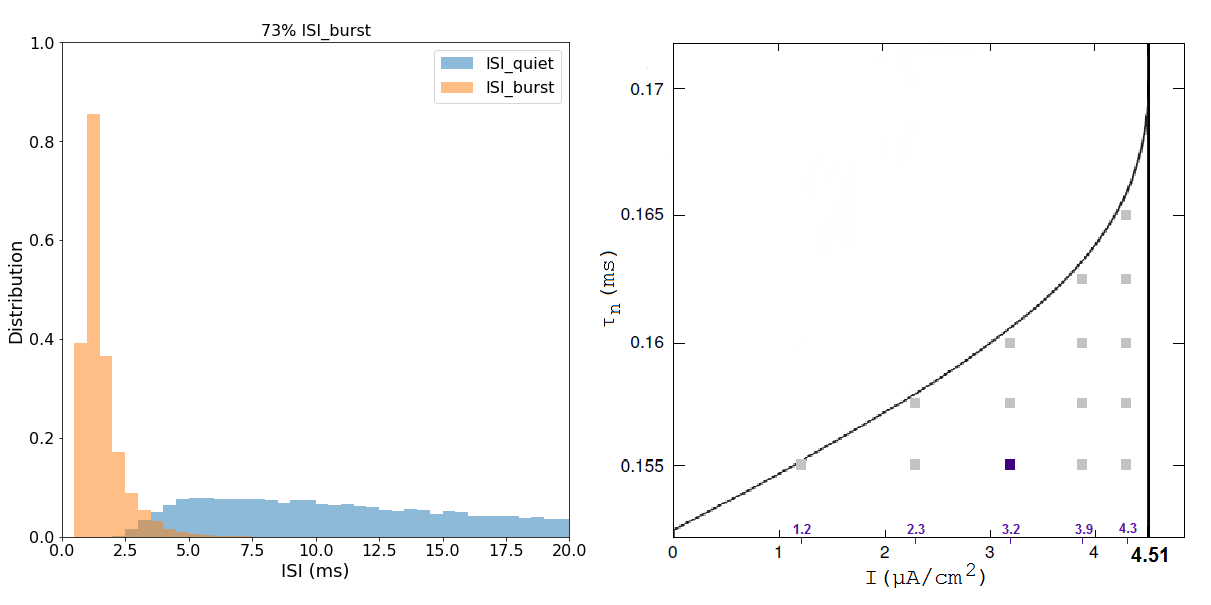 73% ISI_burst
1.0
0.8
0.6
0.4
0.2
0.0
Distribution
ISI_quiet
ISI_burst
0.0 2.5 5.0 7.5 10.0 12.5 15.0 17.5 20.0
ISI (ms)
0.17
0.165
0.16
0.155
τn (ms)
1.2 2.3 3.2 3.9 4.3
0 1 2 3 4 4.51
I(μA/cm2)